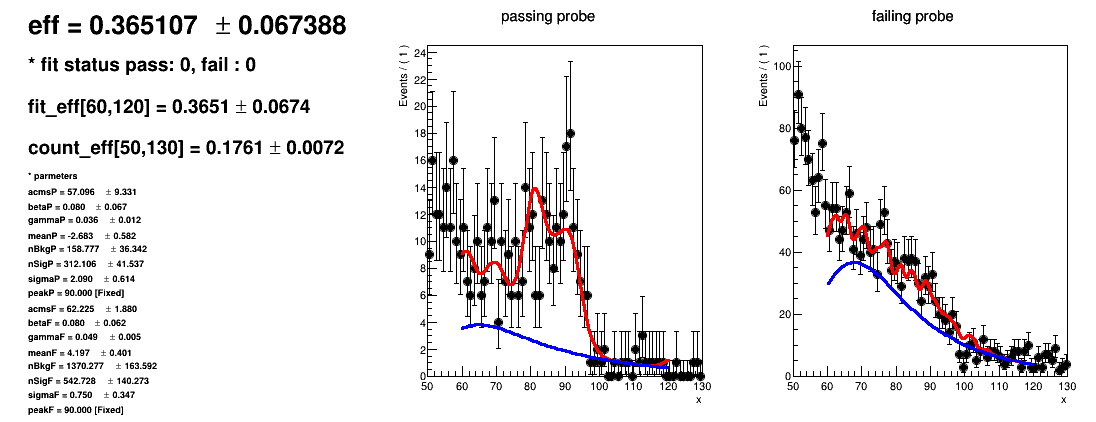 eff = 0.365107 ± 0.067388
* fit status pass: 0, fail : 0
fit_eff[60,120] = 0.3651 ± 0.0674
count_eff[50,130] = 0.1761 ± 0.0072
* parmeters
acmsP = 57.096 ± 9.331
betaP = 0.080 ± 0.067
gammaP = 0.036 ± 0.012
meanP = -2.683 ± 0.582
nBkgP = 158.777 ± 36.342
nSigP = 312.106 ± 41.537
sigmaP = 2.090 ± 0.614
peakP = 90.000 [Fixed]
acmsF = 62.225 ± 1.880
betaF = 0.080 ± 0.062
gammaF = 0.049 ± 0.005
meanF = 4.197 ± 0.401
nBkgF = 1370.277 ± 163.592
nSigF = 542.728 ± 140.273
sigmaF = 0.750 ± 0.347
peakF = 90.000 [Fixed]
passing probe
Events / ( 1 )
24
22
20
18
16
14
12
10
8
6
4
2
0
50 60 70 80 90 100 110 120 130
x
failing probe
Events / ( 1 )
100
80
60
40
20
0
50 60 70 80 90 100 110 120 130
x